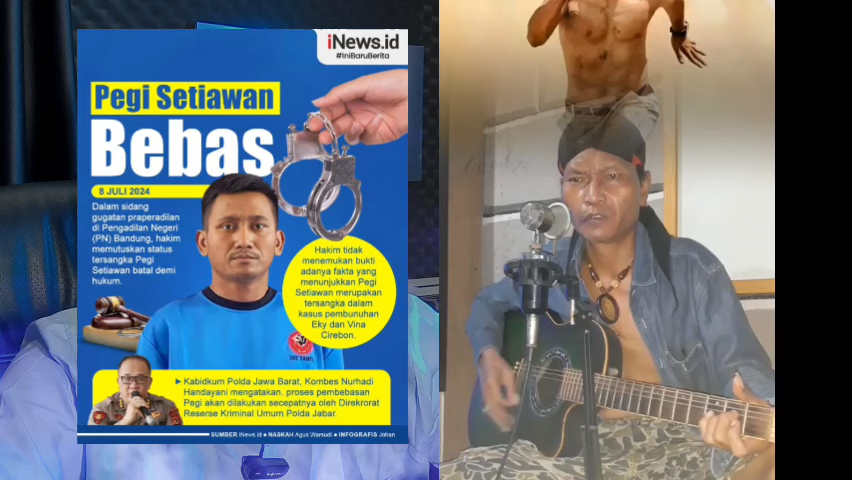 iNews.id
#IniBaruBerita
Pegi Setiawan
Bebas
8 JULI 2024
Dalam sidang
gugatan praperadilan
di Pengadilan Negeri
(PN) Bandung, hakim
memutuskan status
tersangka Pegi
Setiawan batal demi
hukum.
Hakim tidak
menemukan bukti
adanya fakta yang
menunjukkan Pegi
Setiawan merupakan
tersangka dalam
kasus pembunuhan
Eky dan Vina
Cirebon.
Kabidkum Polda Jawa Barat, Kombes Nurhadi
Handayani mengatakan, proses pembebasan
Pegi akan dilakukan secepatnya oleh Direkrorat
Reserse Kriminal Umum Polda Jabar.
SUMBER iNews.id ● NASKAH Agus Warsudi ● INFOGRAFIS Johan